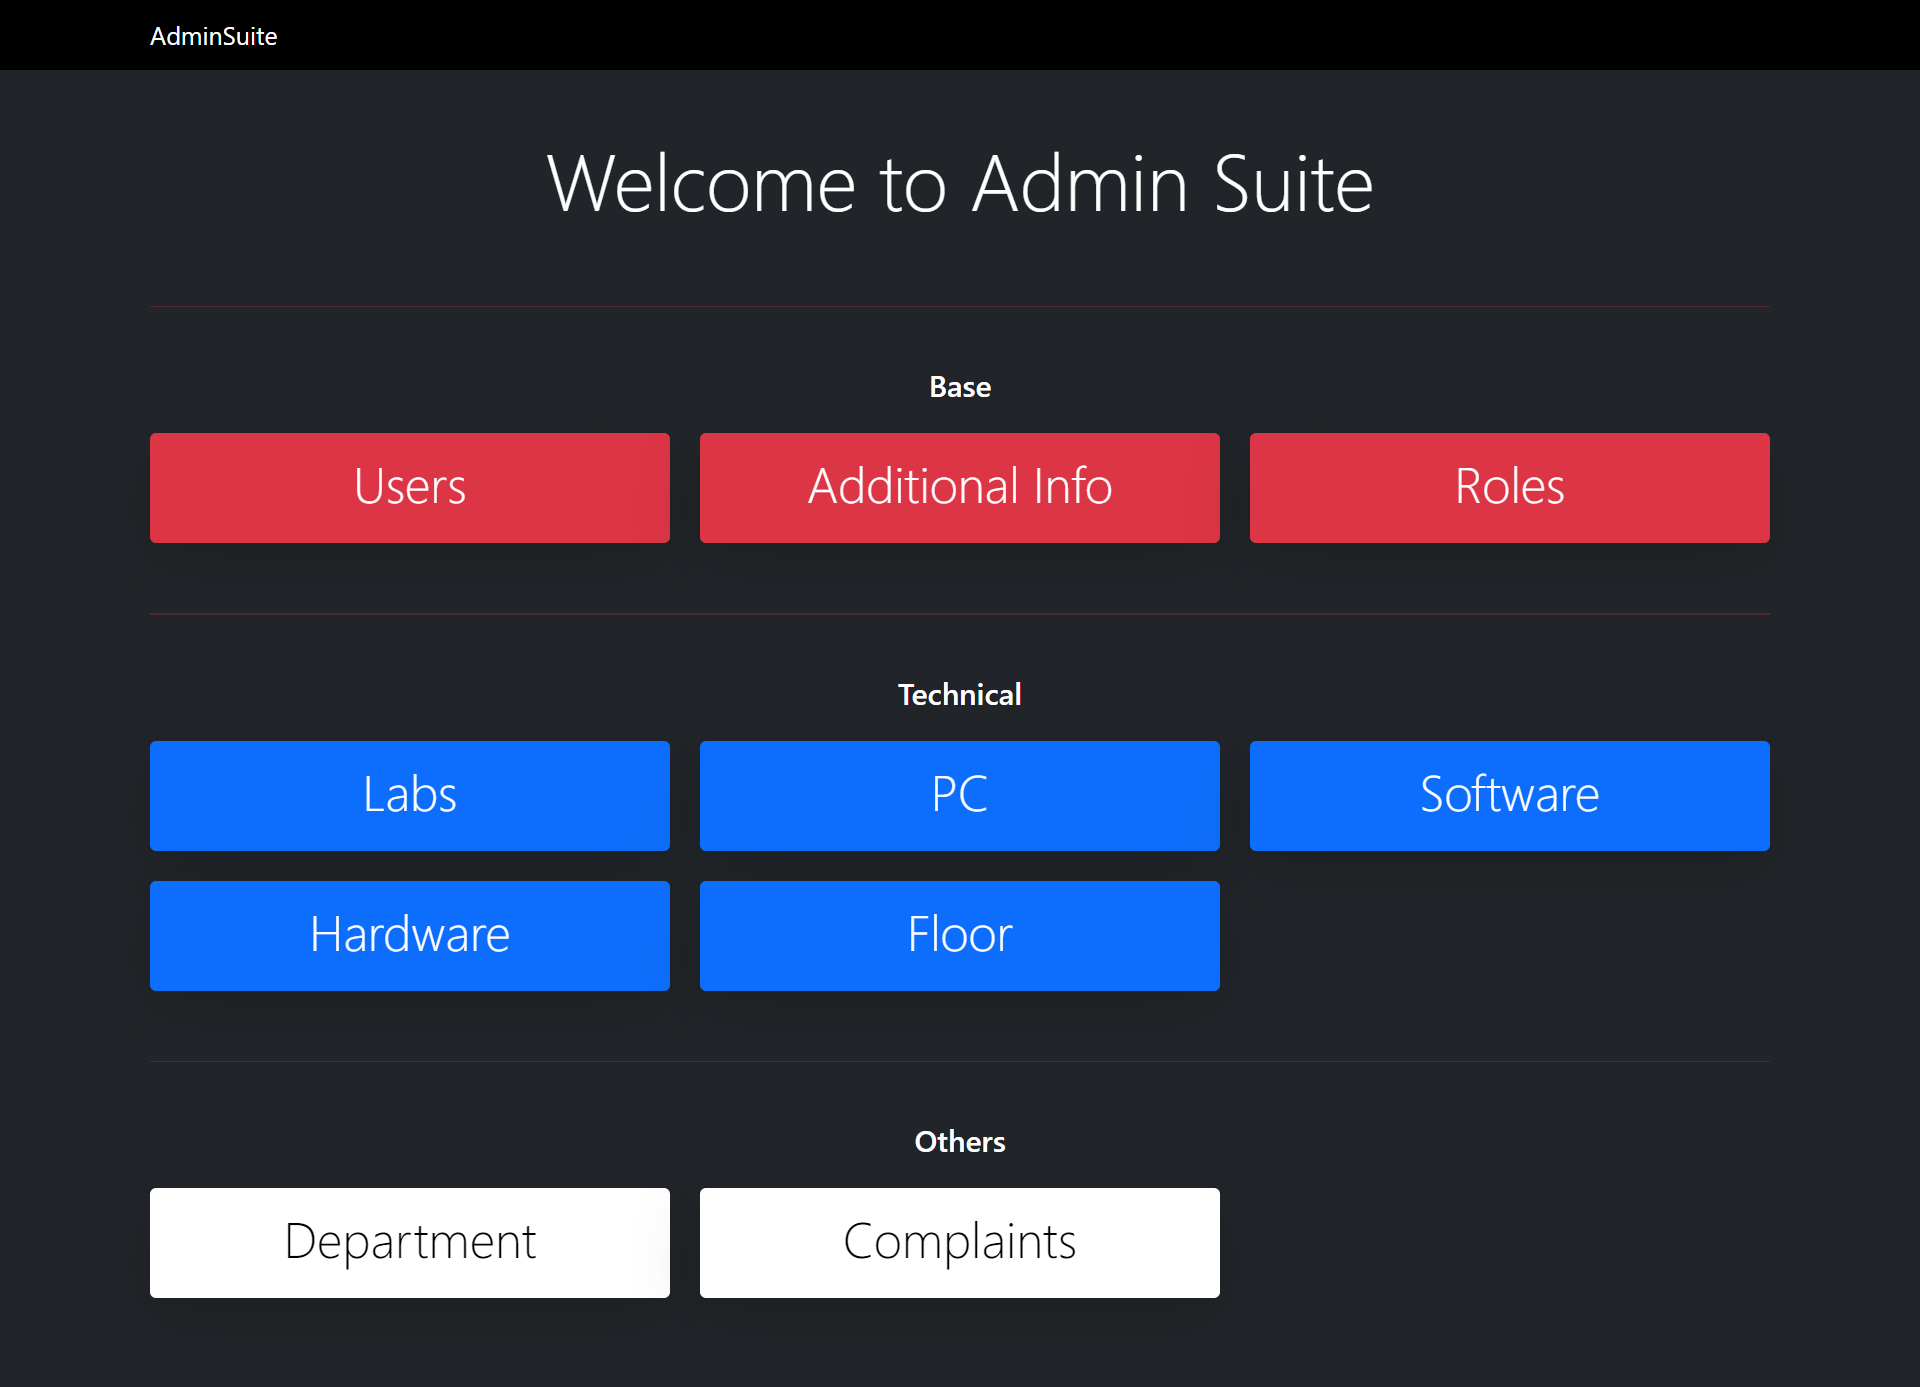 AdminSuite
Welcome to Admin Suite
Base
Users
Additional Info
Roles
Technical
Labs
PC
Software
Hardware
Floor
Others
Department
Complaints